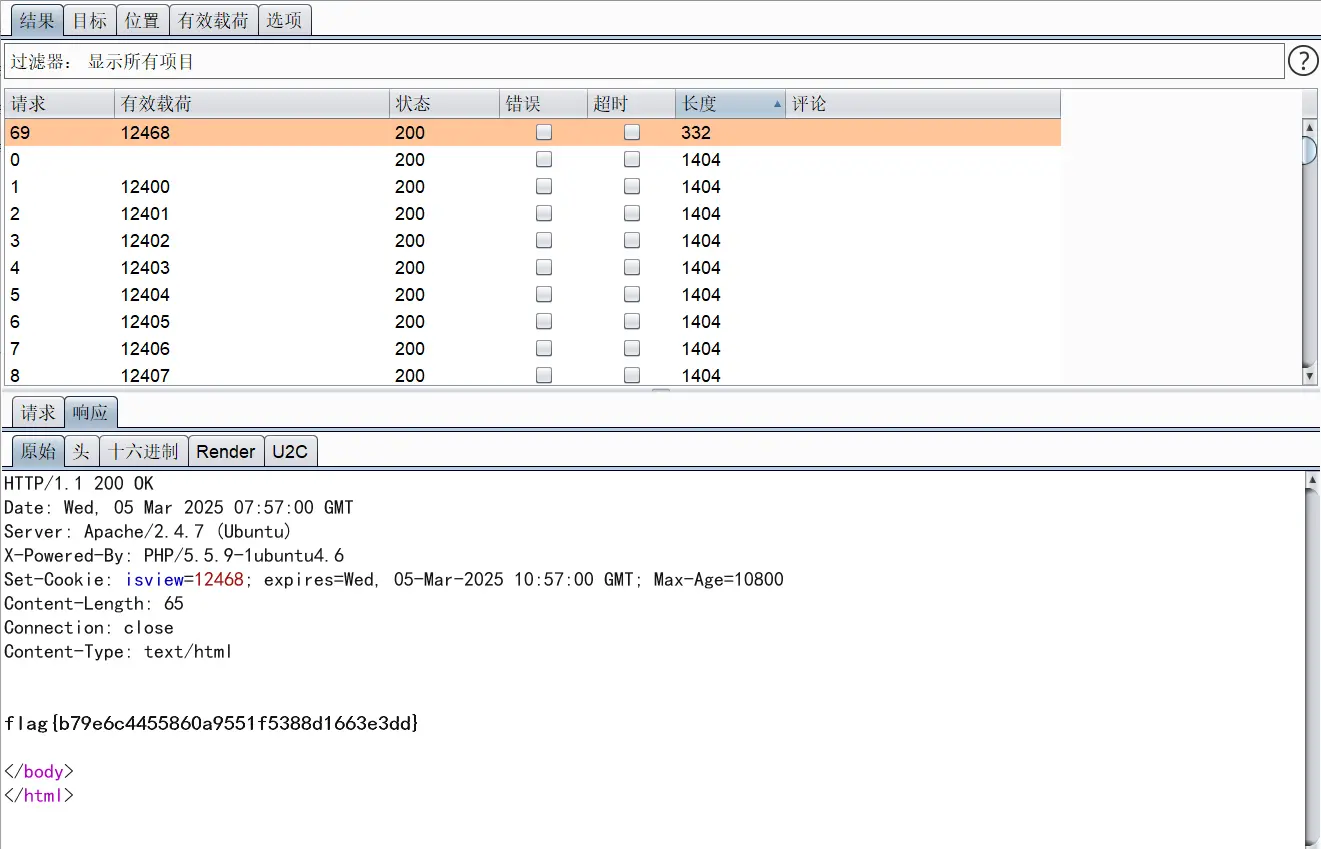 结果 目标 位置 有效载荷 选项
过滤器： 显示所有项目 ?
请求 有效载荷 状态 错误 超时 长度 评论
69 12468 200 332
0 200 1404
1 12400 200 1404
2 12401 200 1404
3 12402 200 1404
4 12403 200 1404
5 12404 200 1404
6 12405 200 1404
7 12406 200 1404
8 12407 200 1404
请求 响应
原始 头 十六进制 Render U2C
HTTP/1.1 200 OK
Date: Wed, 05 Mar 2025 07:57:00 GMT
Server: Apache/2.4.7 (Ubuntu)
X-Powered-By: PHP/5.5.9-1ubuntu4.6
Set-Cookie: isview=12468; expires=Wed, 05-Mar-2025 10:57:00 GMT; Max-Age=10800
Content-Length: 65
Connection: close
Content-Type: text/html
flag{b79e6c4455860a9551f5388d1663e3dd}
</body>
</html>